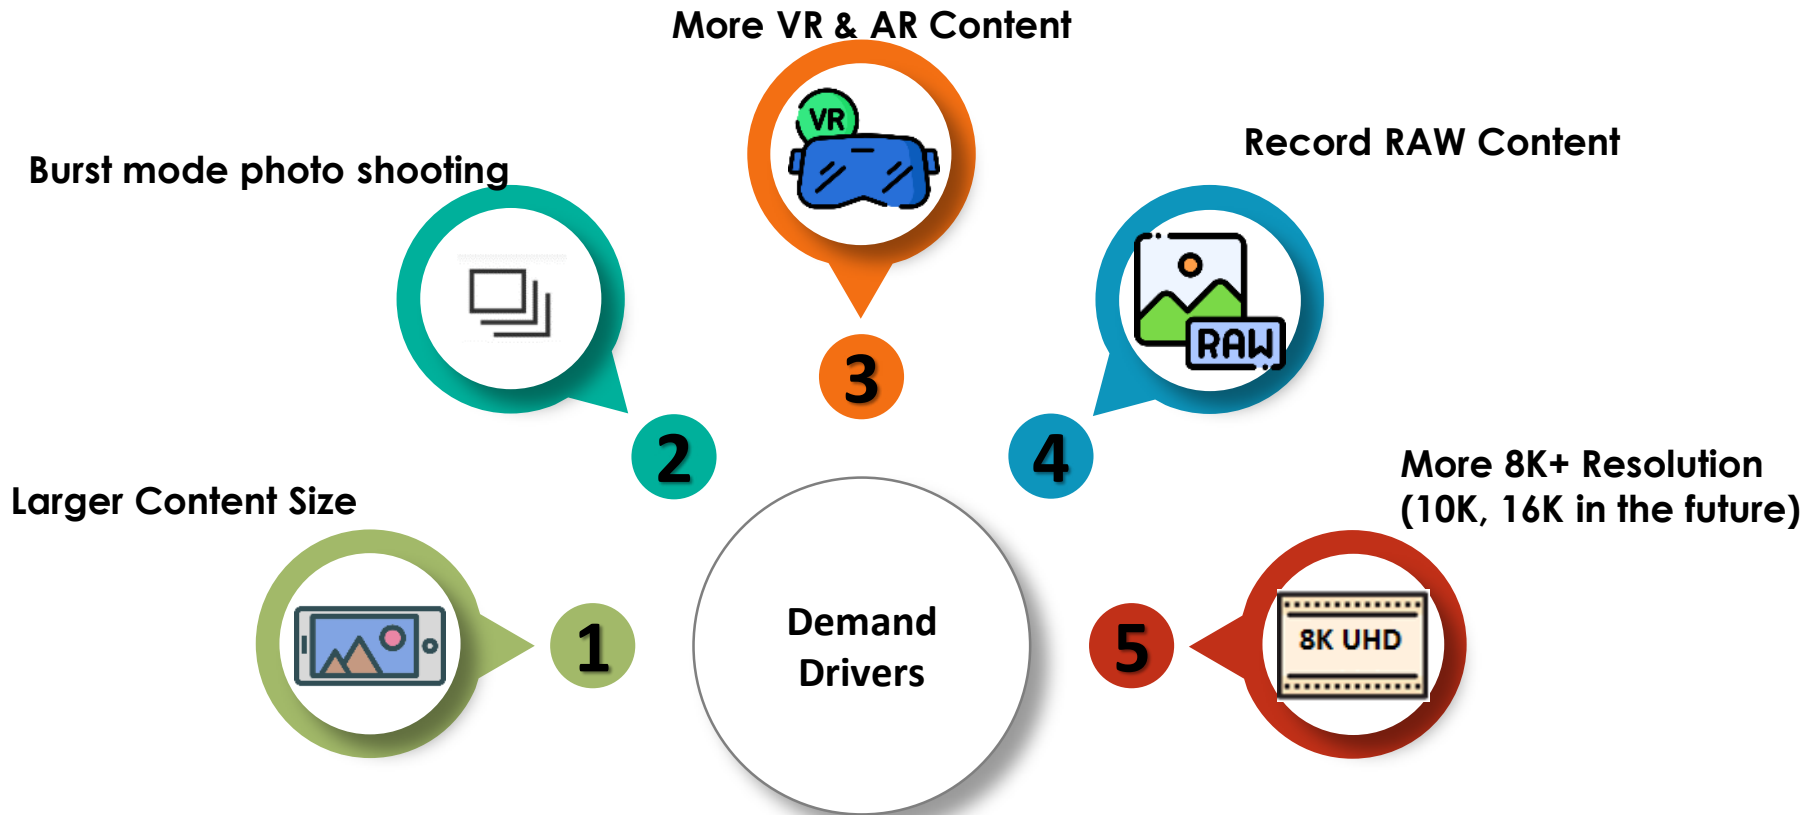 More VR & AR Content
VR
Record RAW Content
RAW
Burst mode photo shooting
3
2
4
Larger Content Size
More 8K+ Resolution
(10K, 16K in the future)
1
Demand
Drivers
5
8K UHD